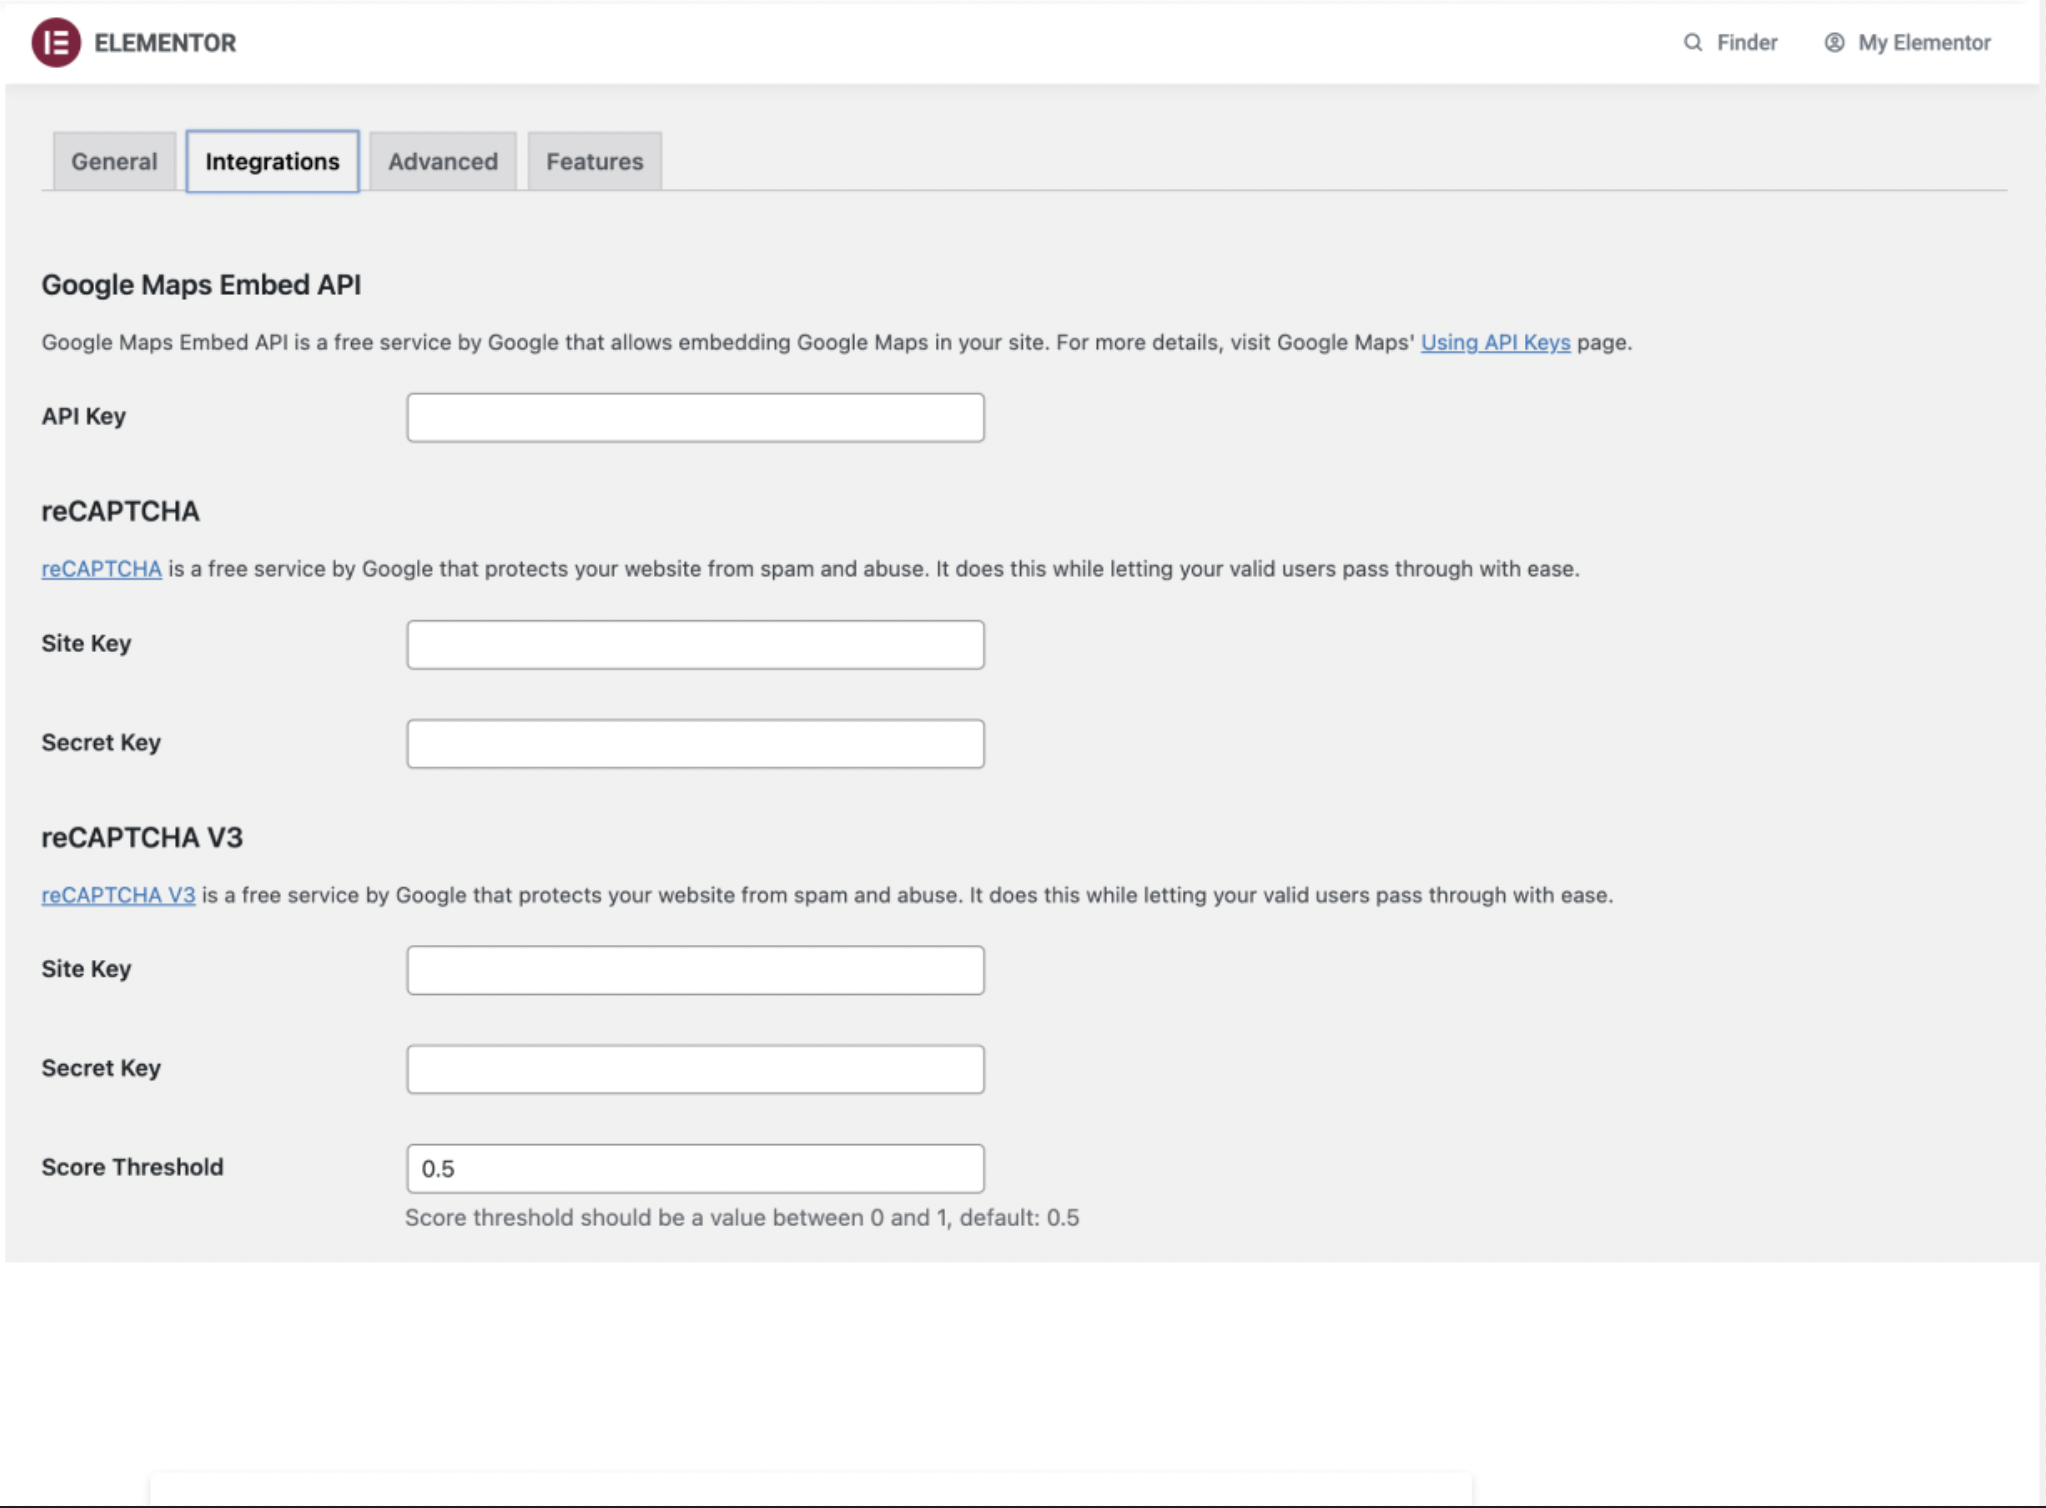 ELEMENTOR
Finder
My Elementor
General
Integrations
Advanced
Features
Google Maps Embed API
Google Maps Embed API is a free service by Google that allows embedding Google Maps in your site. For more details, visit Google Maps' Using API Keys page.
API Key
reCAPTCHA
reCAPTCHA is a free service by Google that protects your website from spam and abuse. It does this while letting your valid users pass through with ease.
Site Key
Secret Key
reCAPTCHA V3
reCAPTCHA V3 is a free service by Google that protects your website from spam and abuse. It does this while letting your valid users pass through with ease.
Site Key
Secret Key
Score Threshold
0.5
Score threshold should be a value between 0 and 1, default: 0.5